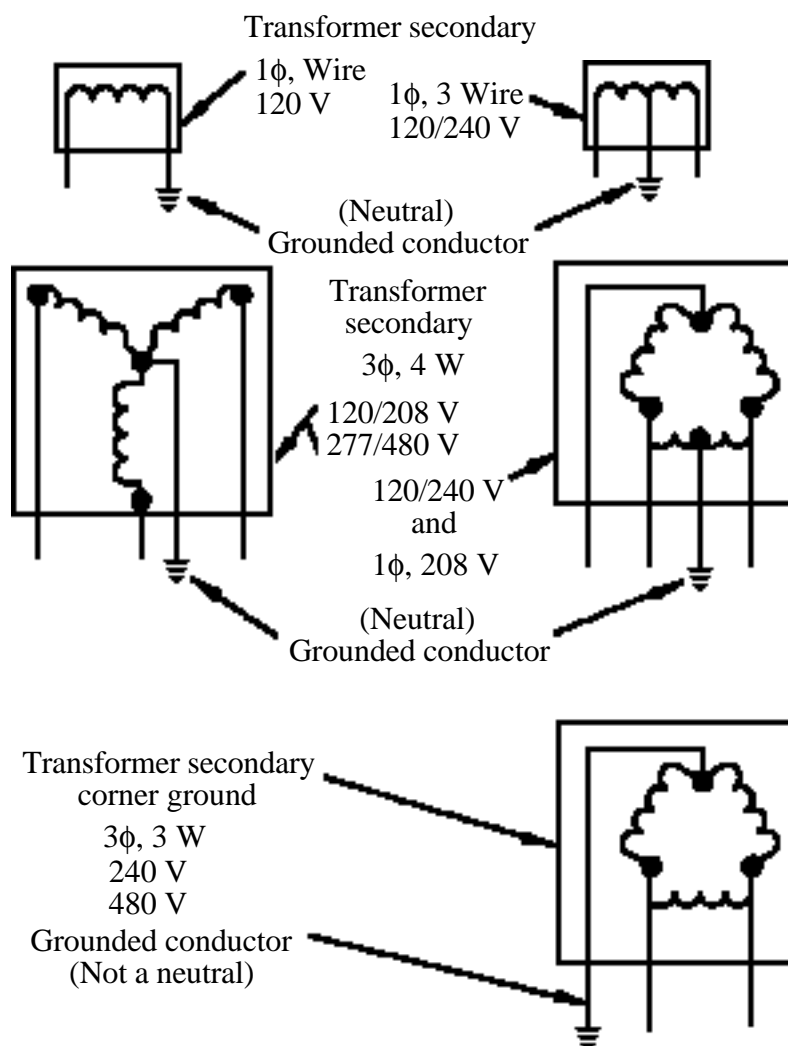 Transformer secondary
1ϕ, Wire
120 V
1ϕ, 3 Wire
120/240 V
(Neutral)
Grounded conductor
Transformer
secondary
3ϕ, 4 W
120/208 V
277/480 V
120/240 V
and
1ϕ, 208 V
(Neutral)
Grounded conductor
Transformer secondary
corner ground
3ϕ, 3 W
240 V
480 V
Grounded conductor
(Not a neutral)